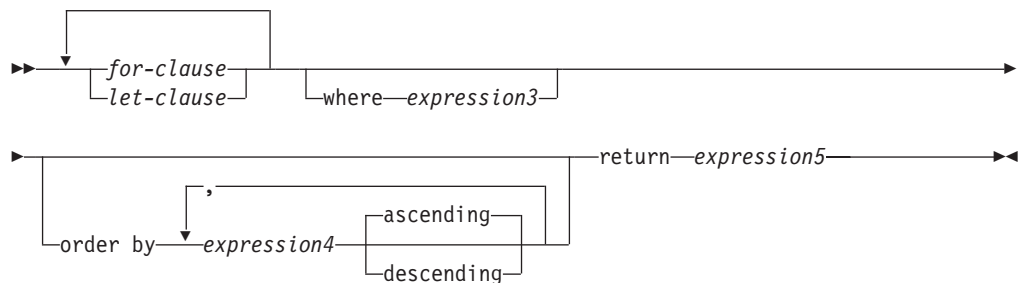 for-clause
let-clause
where expression3
return expression5
,
ascending
order by expression4
descending